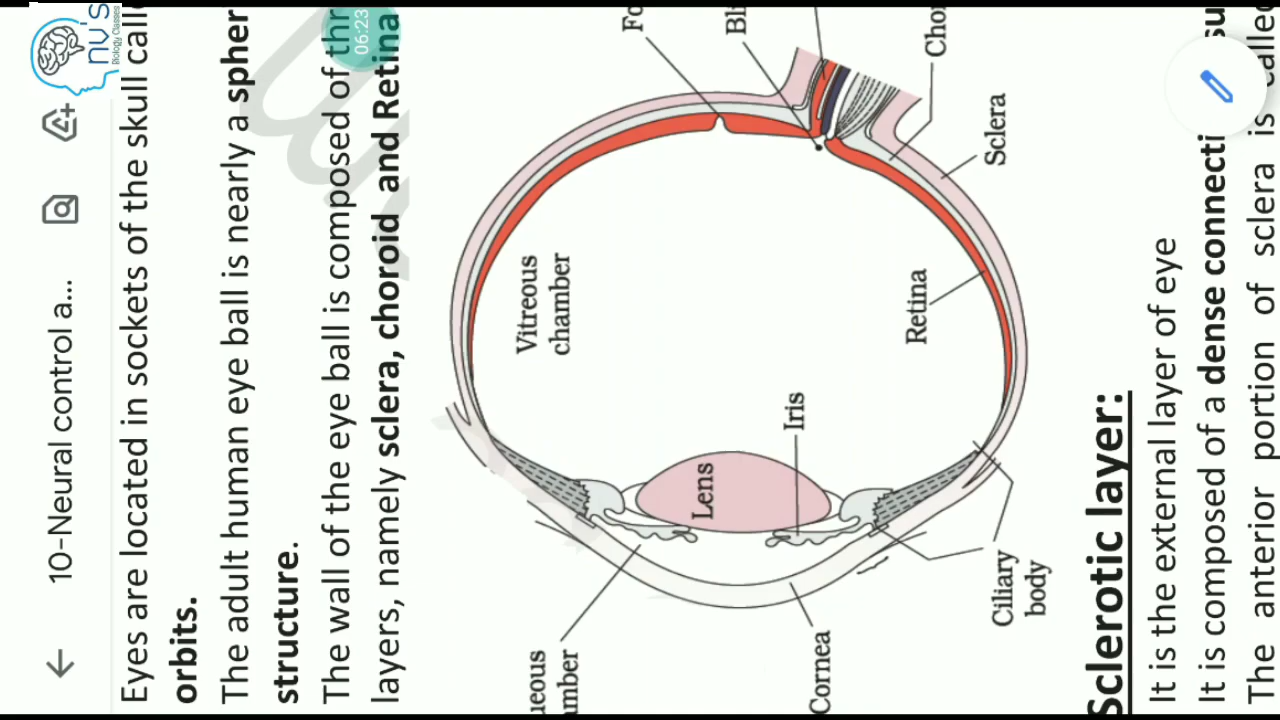 10-Neural control a...
nv's
Biology Classes
06:23
Eyes are located in sockets of the skull
orbits.
The adult human eye ball is nearly a spher
structure.
The wall of the eye ball is composed of
layers, namely sclera, choroid and Retina
Vitreous
chamber
Lens
Iris
Retina
Sclera
Cornea
Ciliary
body
Sclerotic layer:
It is the external layer of eye
It is composed of a dense connecti
The anterior portion of sclera is called